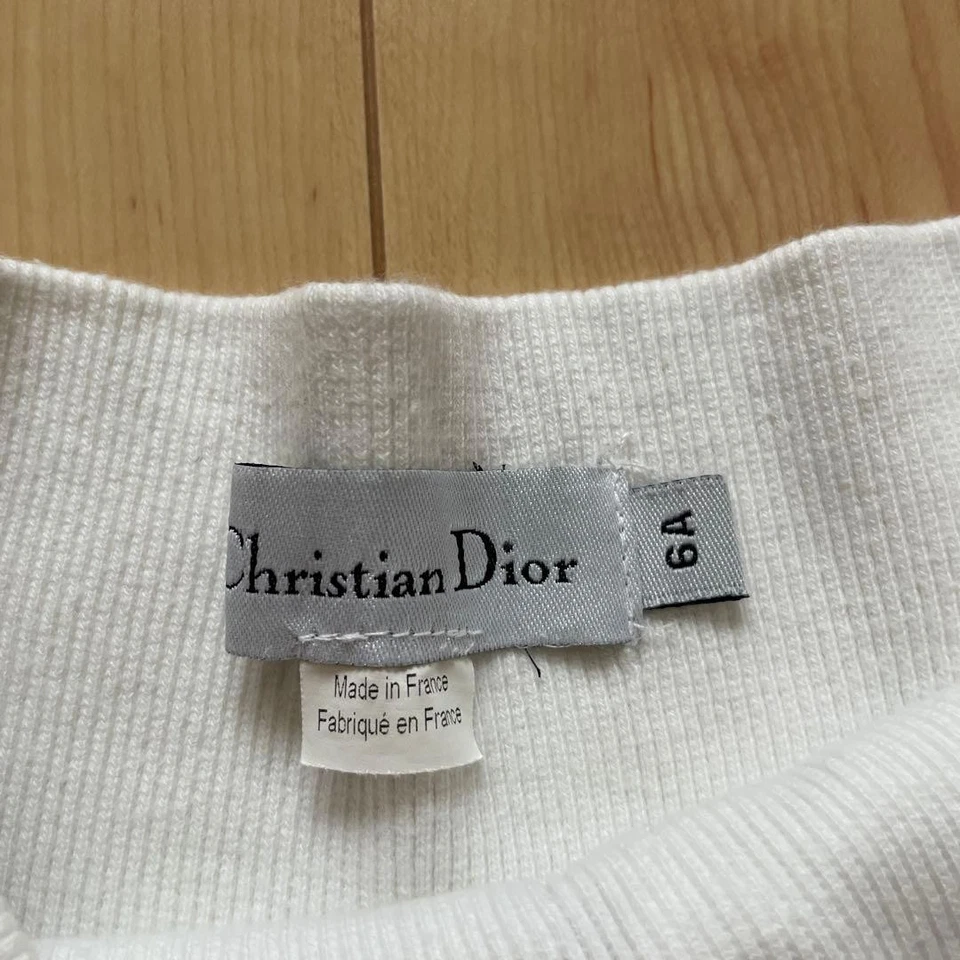 Christian Dior
6A
Made in France
Fabriqué en France